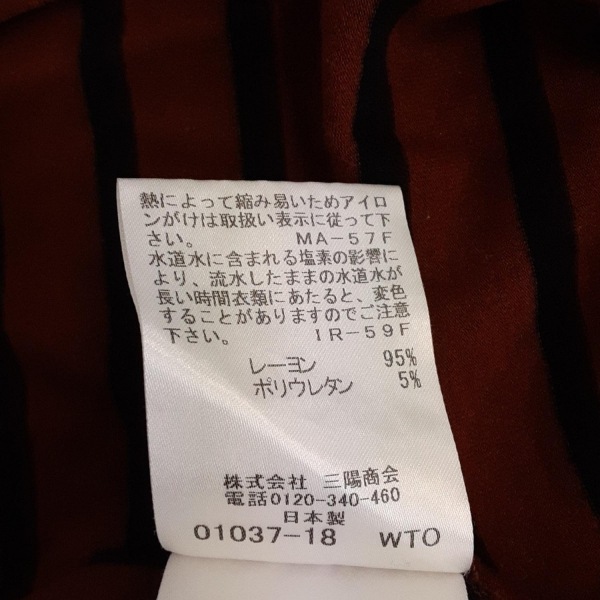 熱によって縮み易いためアイロ
ンがけは取扱い表示に従って下
さい。 MA-57F
水道水に含まれる塩素の影響に
より、流水したままの水道水が
長い時間衣類にあたると、変色
することがありますのでご注意
下さい。 IR-59F
レーヨン 95%
ポリウレタン 5%
株式会社 三陽商会
電話0120-340-460
日本製
01037-18 WTO